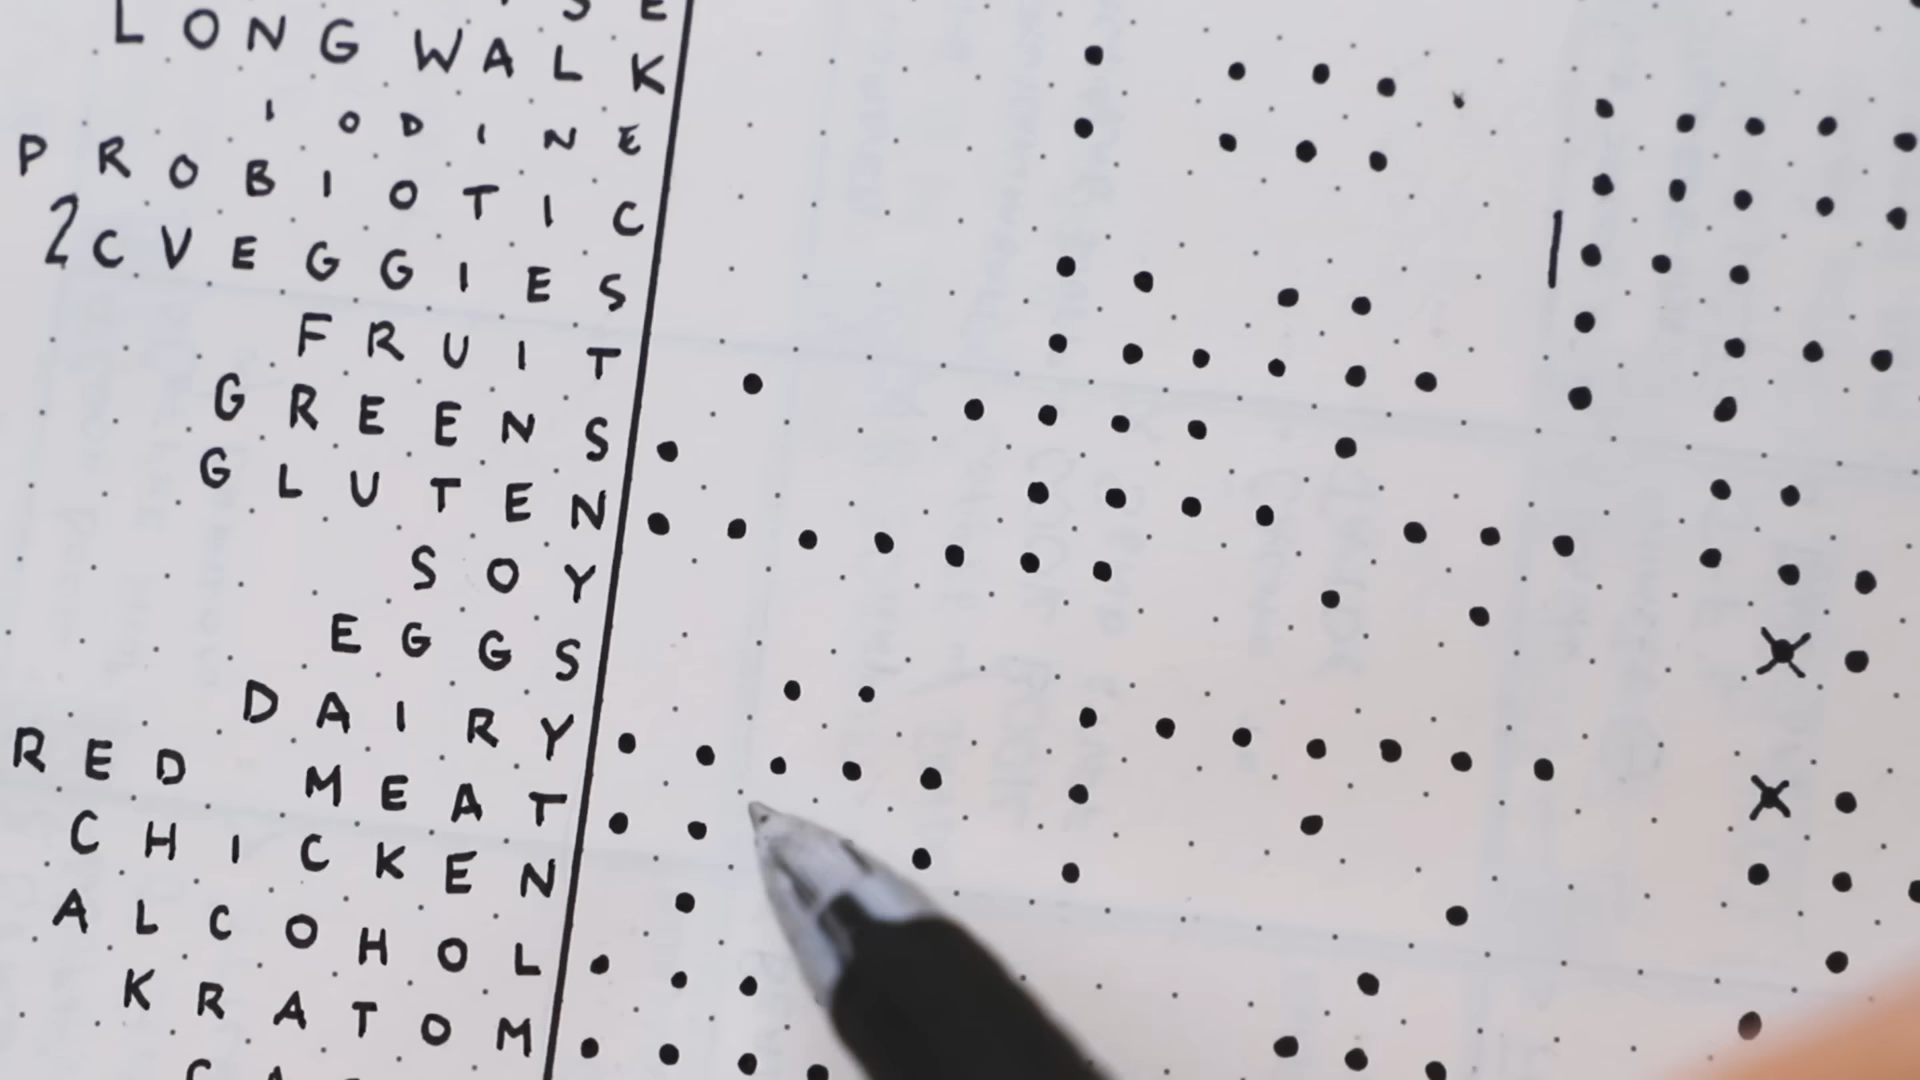 LONG WALK
IODINE
PROBIOTIC
2C VEGGIES
FRUIT
GREENS
GLUTEN
SOY
EGGS
DAIRY
RED MEAT
CHICKEN
ALCOHOL
KRATOM